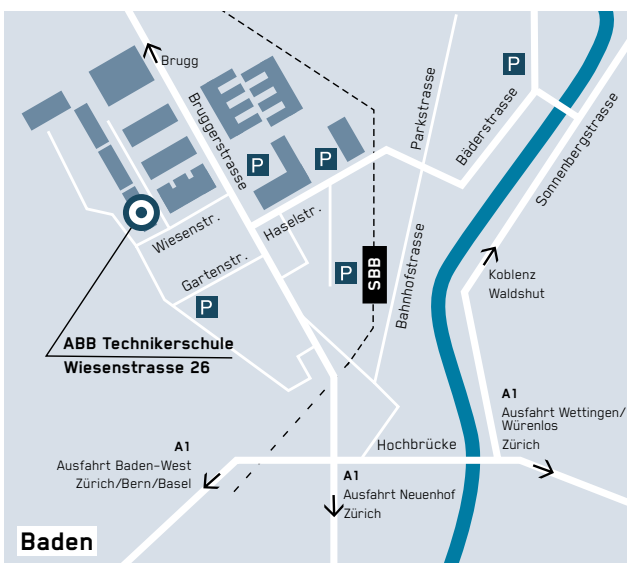 Brugg
P
Bruggerstrasse
Parkstrasse
Bäderstrasse
Sonnenbergstrasse
P
P
Haselstr.
Wiesenstr.
Gartenstr.
P
P
SBB
Bahnhofstrasse
Koblenz
Waldshut
ABB Technikerschule
Wiesenstrasse 26
A1
Ausfahrt Wettingen/
Würenlos
Zürich
Hochbrücke
A1
Ausfahrt Baden-West
Zürich/Bern/Basel
A1
Ausfahrt Neuenhof
Zürich
Baden